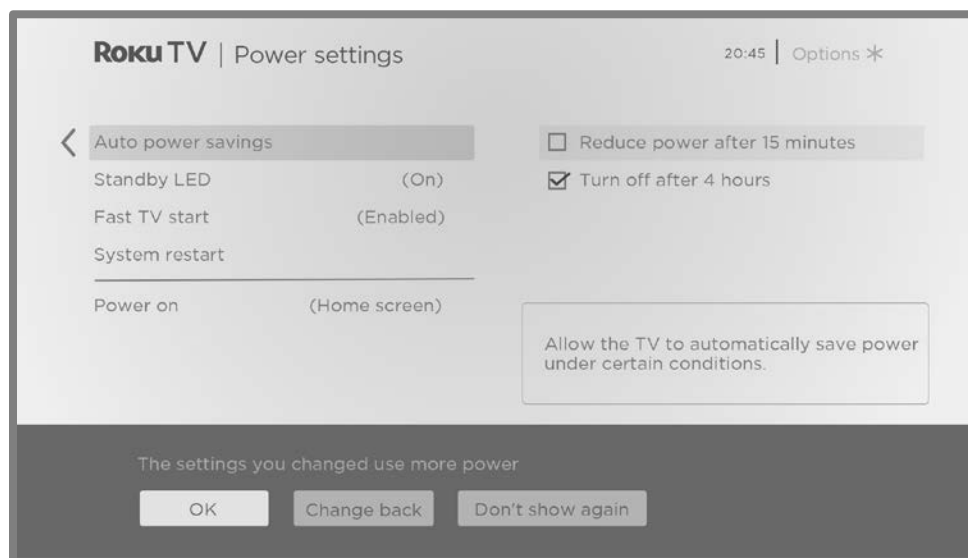 Roku TV | Power settings
20:45 | Options
Auto power savings
Standby LED (On)
Fast TV start (Enabled)
System restart
Power on (Home screen)
Reduce power after 15 minutes
Turn off after 4 hours
Allow the TV to automatically save power
under certain conditions.
The settings you changed use more power
OK
Change back
Don't show again